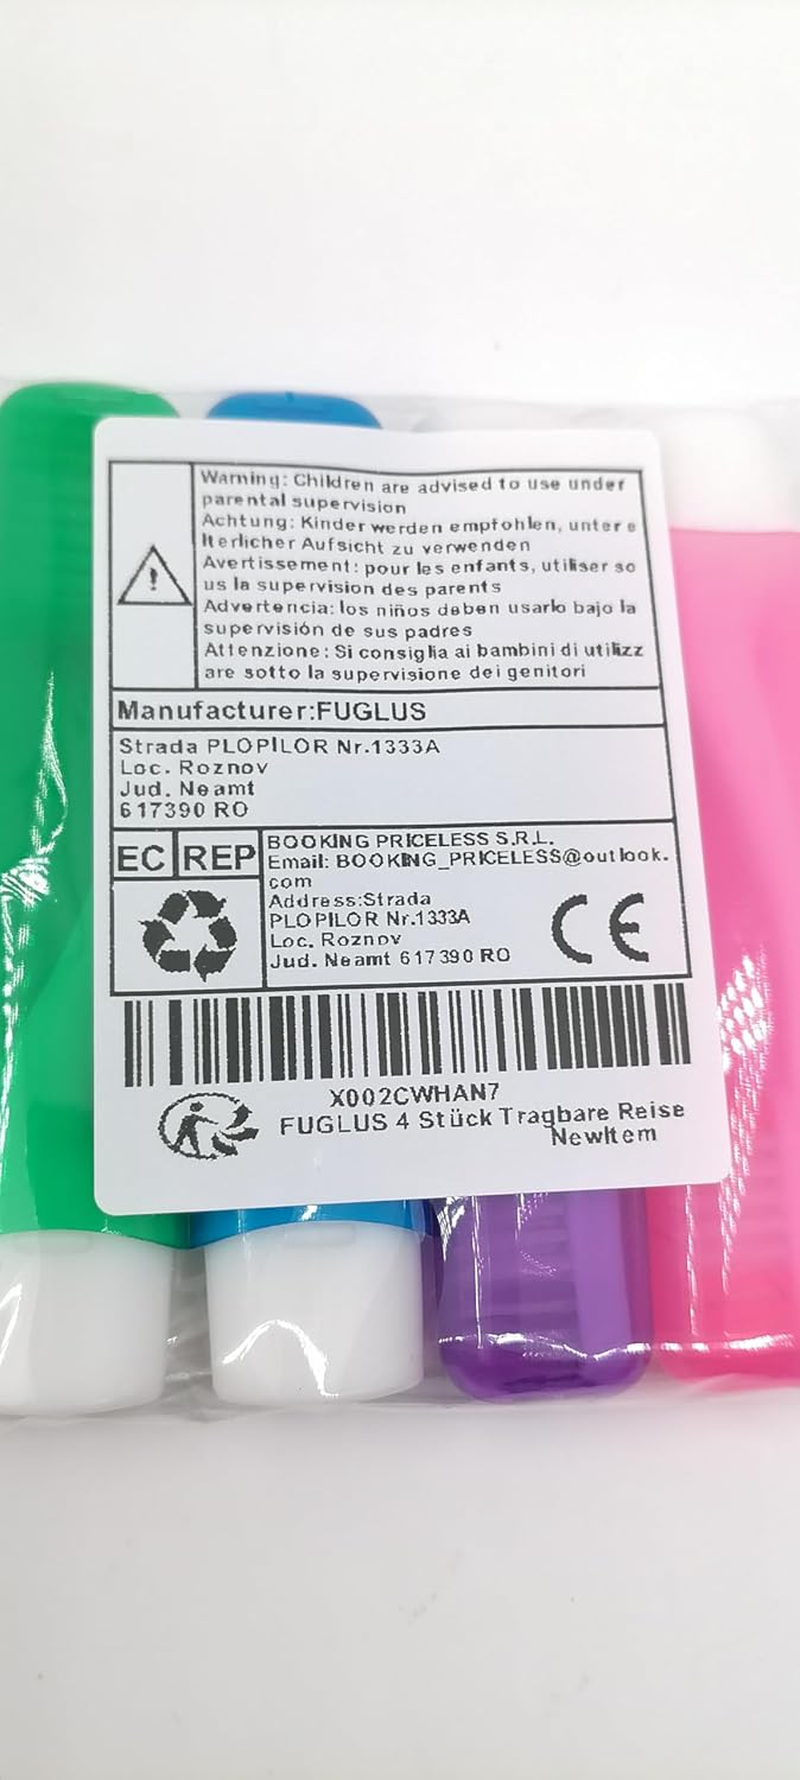 Warning: Children are advised to use under
parental supervision
Achtung: Kinder werden empfohlen, untere
lterlicher Aufsicht zu verwenden
Avertissement: pour les enfants, utiliser so
us la supervision des parents
Advertencia: los niños deben usarlo bajo la
supervisión de sus padres
Attenzione: Si consiglia ai bambini di utilizz
are sotto la supervisione dei genitori
Manufacturer:FUGLUS
Strada PLOPILOR Nr.1333A
Loc. Roznov
Jud. Neamt
617390 RO
EC REP
BOOKING PRICELESS S.R.L.
Email: BOOKING_PRICELESS@outlook.
com
Address:Strada
PLOPILOR Nr.1333A
Loc. Roznov
Jud. Neamt 617390 RO
CE
X002CWHAN7
FUGLUS 4 Stück Tragbare Reise
NewItem